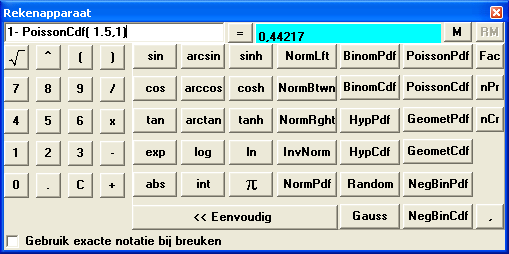 Rekenapparaat
1- PoissonCdf( 1.5,1) = 0,44217 M RM
√ ^ ( ) sin arcsin sinh NormLft BinomPdf PoissonPdf Fac
7 8 9 / cos arccos cosh NormBtwn BinomCdf PoissonCdf nPr
4 5 6 x tan arctan tanh NormRght HypPdf GeometPdf nCr
1 2 3 - exp log ln InvNorm HypCdf GeometCdf
0 . C + abs int π NormPdf Random NegBinPdf
<< Eenvoudig Gauss NegBinCdf ,
Gebruik exacte notatie bij breuken